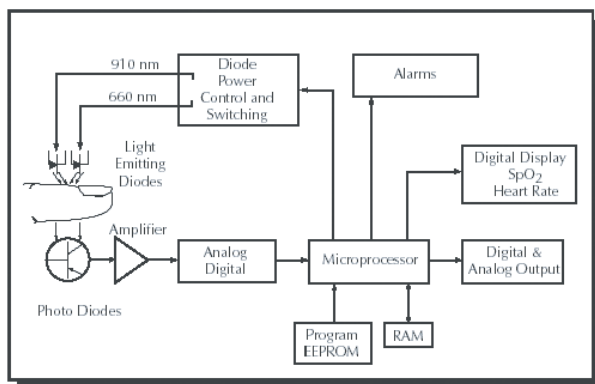 910 nm
660 nm
Diode
Power
Control and
Switching
Alarms
Light
Emitting
Diodes
Digital Display
SpO2
Heart Rate
Amplifier
Analog
Digital
Microprocessor
Digital &
Analog Output
Photo Diodes
Program
EEPROM
RAM